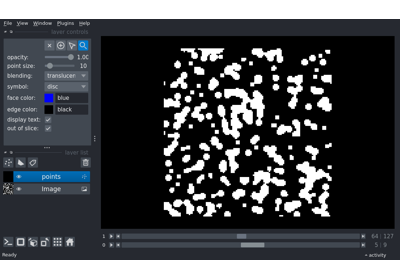 File View Window Plugins Help
layer controls
opacity: 1.00
point size: 10
blending: translucen
symbol: disc
face color: blue
edge color: black
display text:
out of slice:
layer list
points
Image
1 64 127
0 5 9
Ready activity